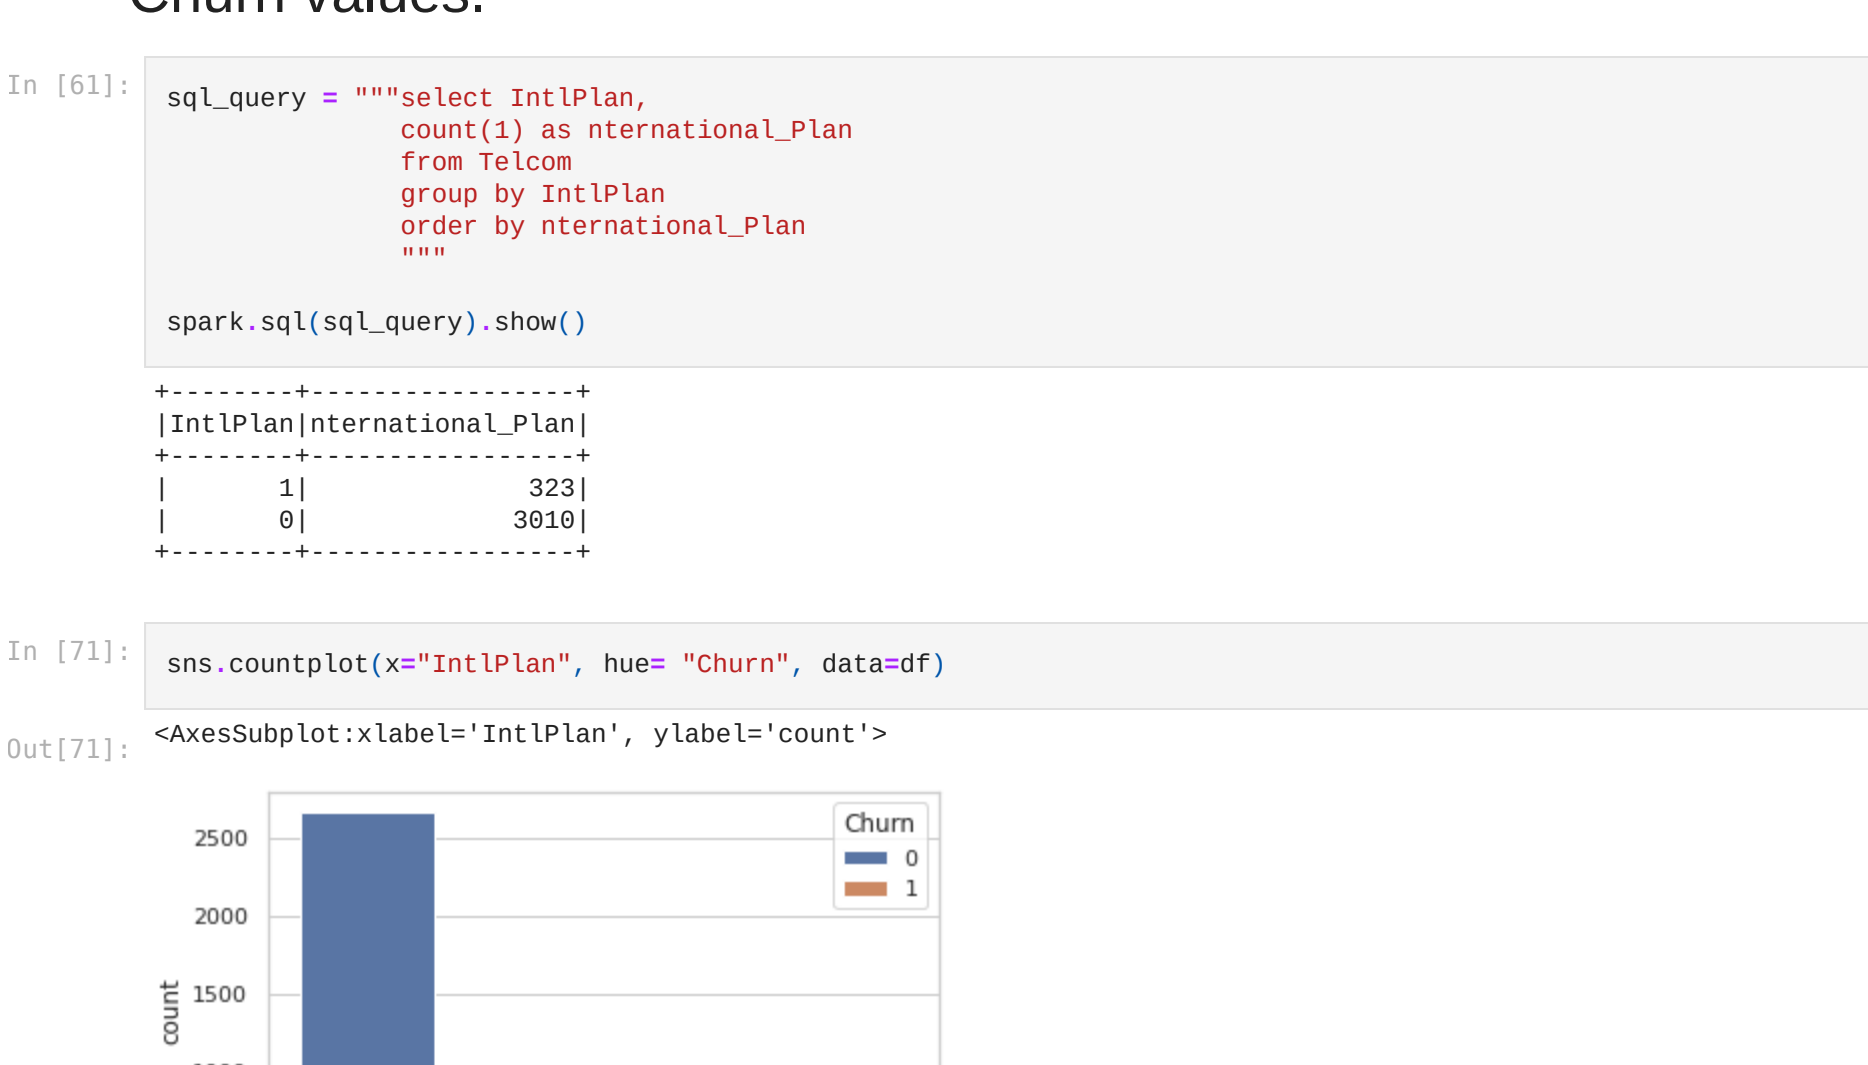 Churn values.
In [61]:
sql_query = """select IntlPlan,
count(1) as nternational_Plan
from Telcom
group by IntlPlan
order by nternational_Plan
"""
spark.sql(sql_query).show()
+--------+-----------------+
|IntlPlan|nternational_Plan|
+--------+-----------------+
|       1|              323|
|       0|             3010|
+--------+-----------------+
In [71]:
sns.countplot(x="IntlPlan", hue= "Churn", data=df)
Out[71]:
<AxesSubplot:xlabel='IntlPlan', ylabel='count'>
Churn
0
1
2500
2000
1500
count